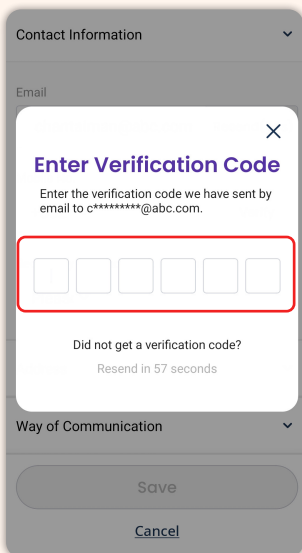 Contact Information
Email
Enter Verification Code
Enter the verification code we have sent by
email to c*********@abc.com.
Did not get a verification code?
Resend in 57 seconds
Way of Communication
Save
Cancel